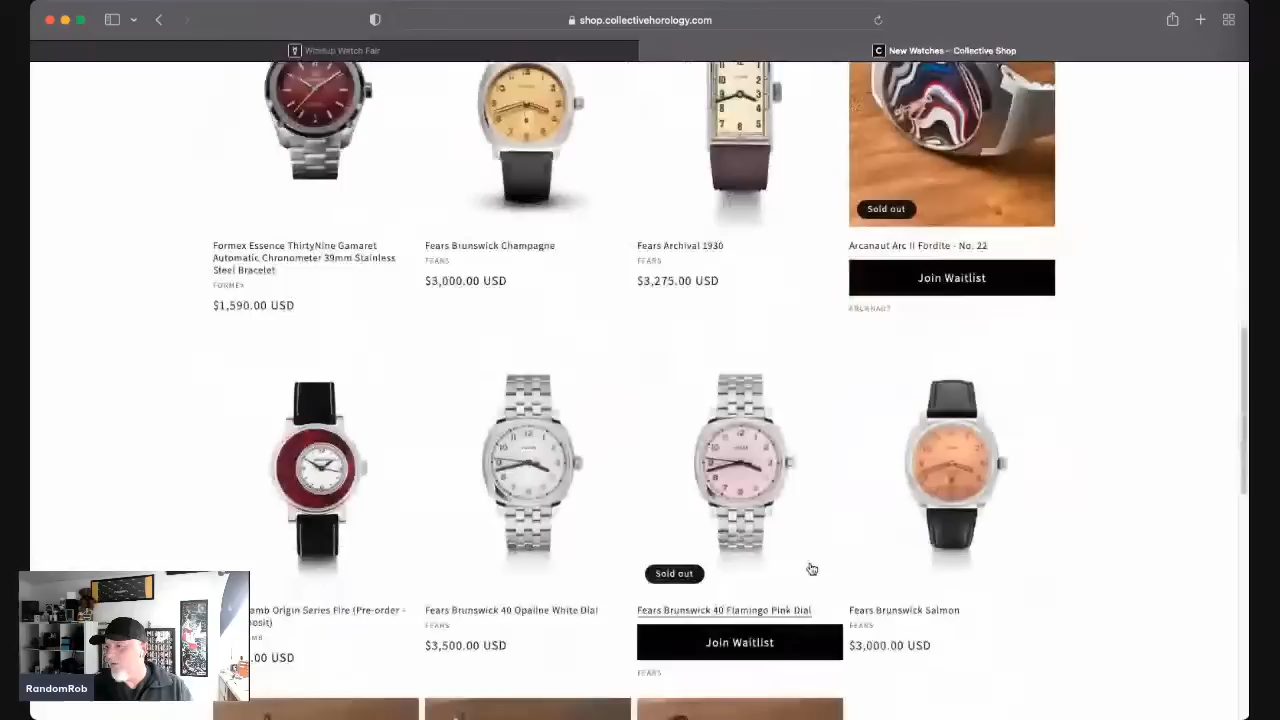 shop.collectivehorology.com
Windup Watch Fair
New Watches – Collective Shop
Sold out
Formex Essence ThirtyNine Gamaret
Automatic Chronometer 39mm Stainless
Steel Bracelet
FORMEX
$1,590.00 USD
Fears Brunswick Champagne
FEARS
$3,000.00 USD
Fears Archival 1930
FEARS
$3,275.00 USD
Arcanaut Arc II Fordite - No. 22
Join Waitlist
ARCANAUT
Sold out
amb Origin Series Fire (Pre-order -
osit)
MB
.00 USD
Fears Brunswick 40 Opaline White Dial
FEARS
$3,500.00 USD
Fears Brunswick 40 Flamingo Pink Dial
Join Waitlist
FEARS
Fears Brunswick Salmon
FEARS
$3,000.00 USD
RandomRob